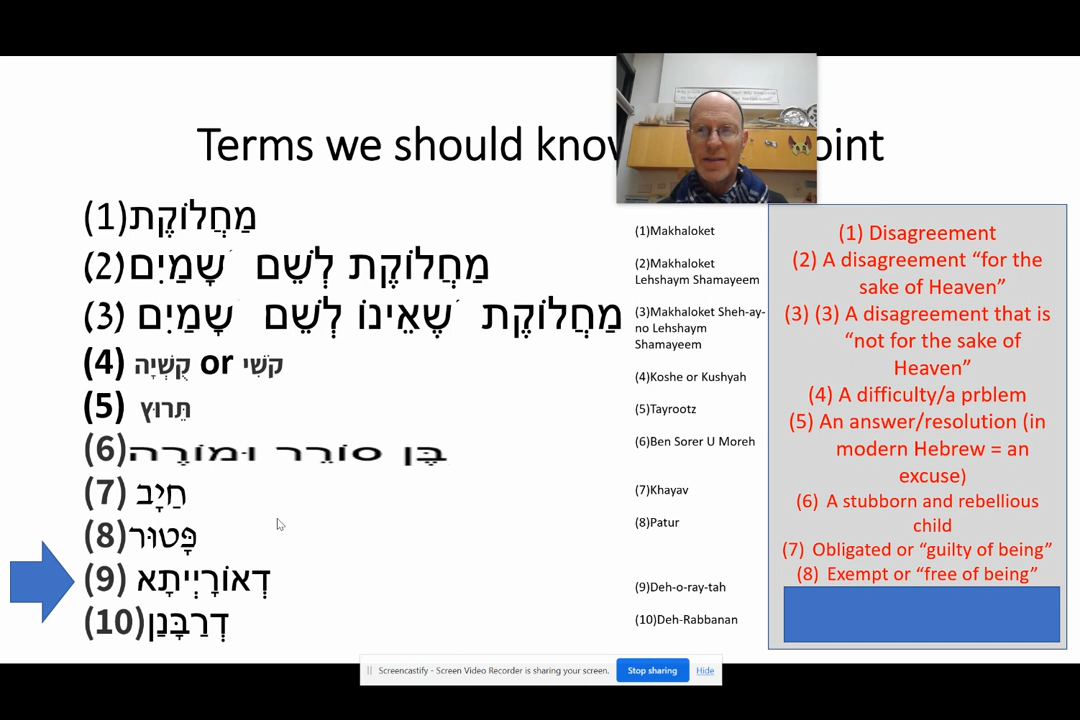 Terms we should know oint
(1)מַחֲלוֹקֶת
(2)מַחֲלוֹקֶת לְשֵׁם שָׁמַיִם
(3) מַחֲלוֹקֶת שֶׁאֵינוֹ לְשֵׁם שָׁמַיִם
(4) קֻשְׁיָה or קֹשִׁי
(5) תֵּרוּץ
(6)בֶּן סוֹרֵר וּמוֹרֶה
(7) חַיָּב
(8)פָּטוּר
(9) דְאוֹרָיְיתָא
(10)דְרַבָּנַן
(1)Makhaloket
(2)Makhaloket
Lehshaym Shamayeem
(3)Makhaloket Sheh-ay-
no Lehshaym
Shamayeem
(4)Koshe or Kushyah
(5)Tayrootz
(6)Ben Sorer U Moreh
(7)Khayav
(8)Patur
(9)Deh-o-ray-tah
(10)Deh-Rabbanan
(1) Disagreement
(2) A disagreement “for the
sake of Heaven”
(3) (3) A disagreement that is
“not for the sake of
Heaven”
(4) A difficulty/a prblem
(5) An answer/resolution (in
modern Hebrew = an
excuse)
(6) A stubborn and rebellious
child
(7) Obligated or “guilty of being”
(8) Exempt or “free of being”
Screencastify - Screen Video Recorder is sharing your screen.
Stop sharing
Hide